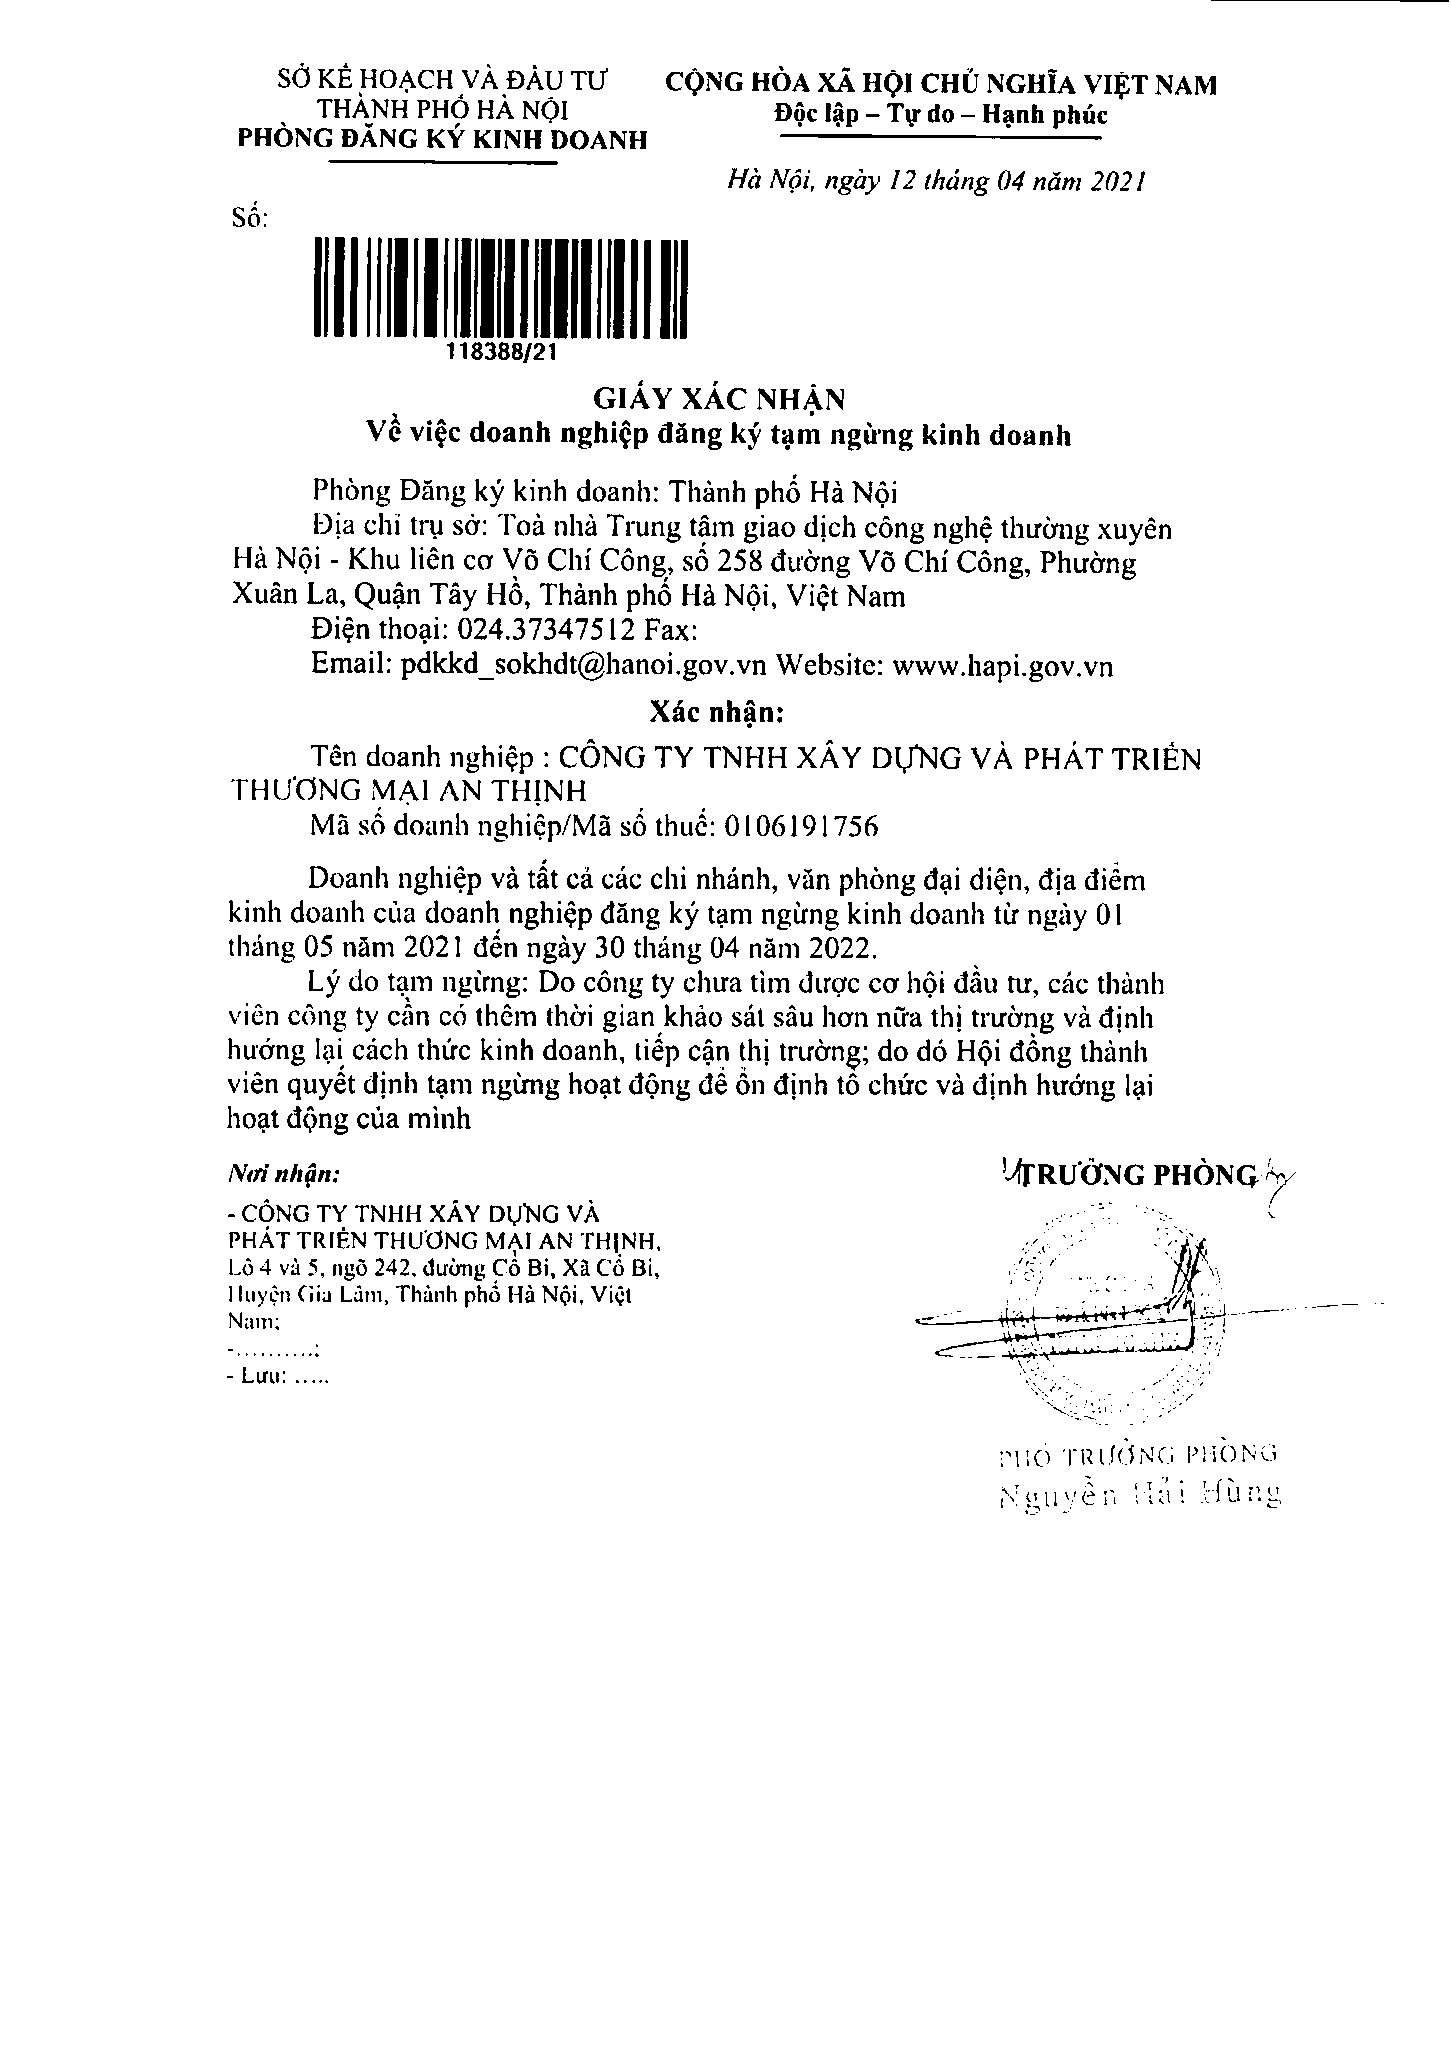 SỞ KẾ HOẠCH VÀ ĐẦU TƯ
THÀNH PHỐ HÀ NỘI
PHÒNG ĐĂNG KÝ KINH DOANH
CỘNG HÒA XÃ HỘI CHỦ NGHĨA VIỆT NAM
Độc lập – Tự do – Hạnh phúc
Hà Nội, ngày 12 tháng 04 năm 2021
Số:
118388/21
GIẤY XÁC NHẬN
Về việc doanh nghiệp đăng ký tạm ngừng kinh doanh
Phòng Đăng ký kinh doanh: Thành phố Hà Nội
Địa chỉ trụ sở: Toà nhà Trung tâm giao dịch công nghệ thường xuyên
Hà Nội - Khu liên cơ Võ Chí Công, số 258 đường Võ Chí Công, Phường
Xuân La, Quận Tây Hồ, Thành phố Hà Nội, Việt Nam
Điện thoại: 024.37347512 Fax:
Email: pdkkd_sokhdt@hanoi.gov.vn Website: www.hapi.gov.vn
Xác nhận:
Tên doanh nghiệp : CÔNG TY TNHH XÂY DỰNG VÀ PHÁT TRIỂN
THƯƠNG MẠI AN THỊNH
Mã số doanh nghiệp/Mã số thuế: 0106191756
Doanh nghiệp và tất cả các chi nhánh, văn phòng đại diện, địa điểm
kinh doanh của doanh nghiệp đăng ký tạm ngừng kinh doanh từ ngày 01
tháng 05 năm 2021 đến ngày 30 tháng 04 năm 2022.
Lý do tạm ngừng: Do công ty chưa tìm được cơ hội đầu tư, các thành
viên công ty cần có thêm thời gian khảo sát sâu hơn nữa thị trường và định
hướng lại cách thức kinh doanh, tiếp cận thị trường; do đó Hội đồng thành
viên quyết định tạm ngừng hoạt động để ổn định tổ chức và định hướng lại
hoạt động của mình
Nơi nhận:
- CÔNG TY TNHH XÂY DỰNG VÀ
PHÁT TRIỂN THƯƠNG MẠI AN THỊNH,
Lô 4 và 5, ngõ 242, đường Cổ Bi, Xã Cổ Bi,
Huyện Gia Lâm, Thành phố Hà Nội, Việt
Nam;
-..........;
- Lưu: .....
TRƯỞNG PHÒNG
PHÓ TRƯỞNG PHÒNG
Nguyễn Hải Hùng